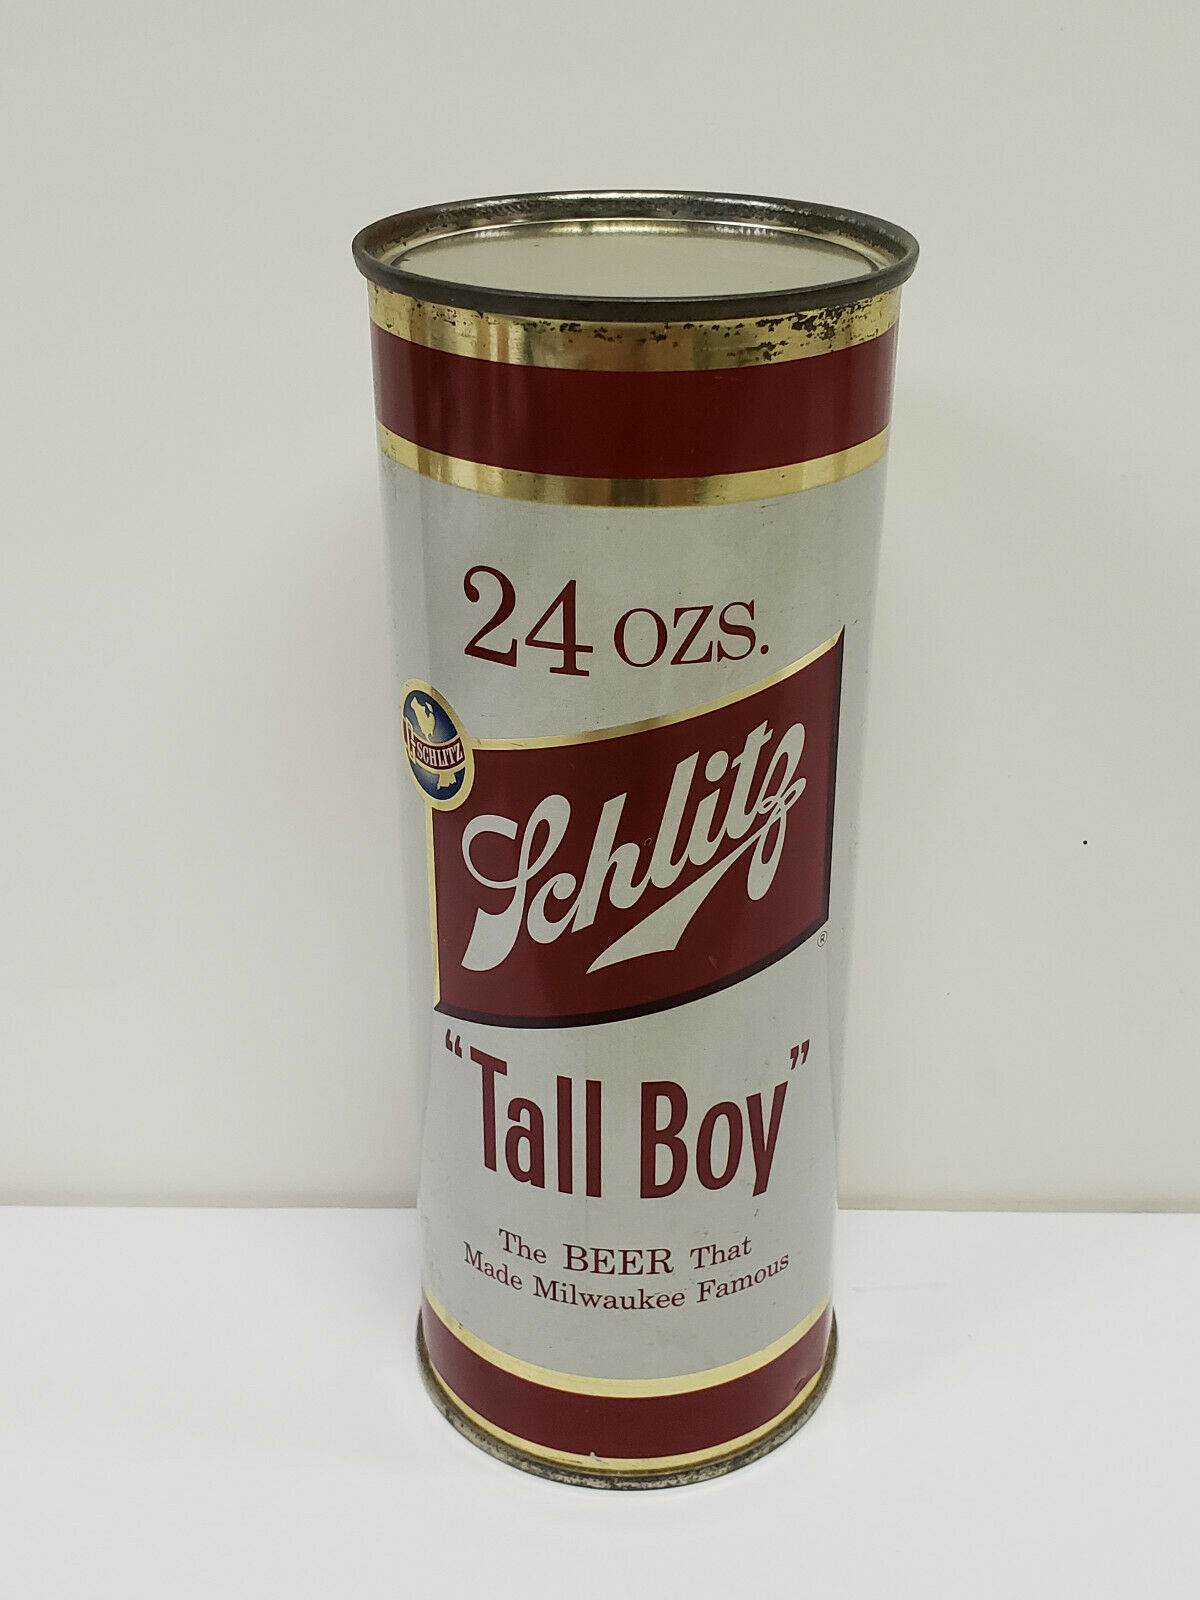 24 OZS.
SCHLITZ
Schlitz
®
"Tall Boy"
The BEER That
Made Milwaukee Famous